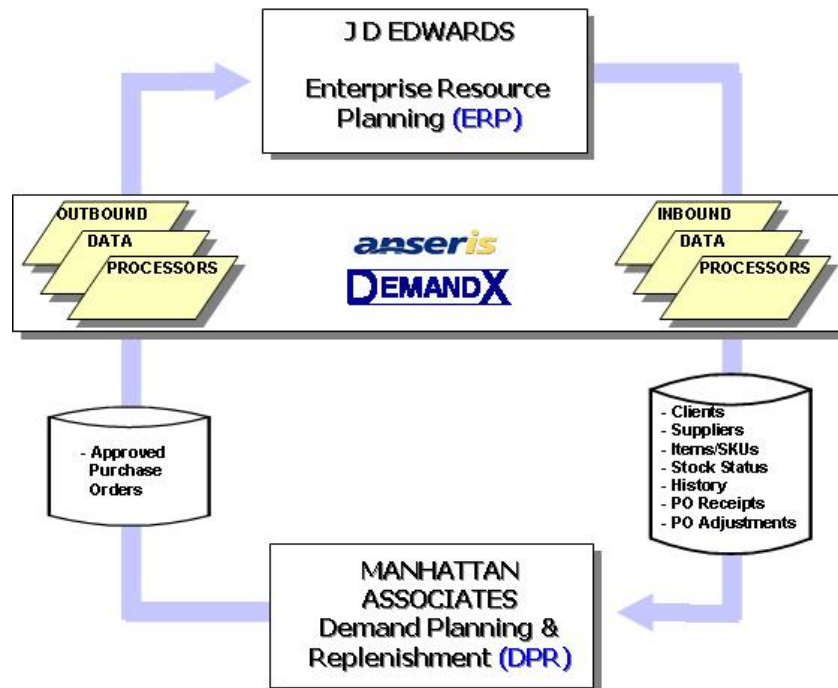 J D EDWARDS
Enterprise Resource
Planning (ERP)
OUTBOUND
DATA
PROCESSORS
anseris
DEMANDX
INBOUND
DATA
PROCESSORS
- Approved
Purchase
Orders
- Clients
- Suppliers
- Items/SKUs
- Stock Status
- History
- PO Receipts
- PO Adjustments
MANHATTAN
ASSOCIATES
Demand Planning &
Replenishment (DPR)